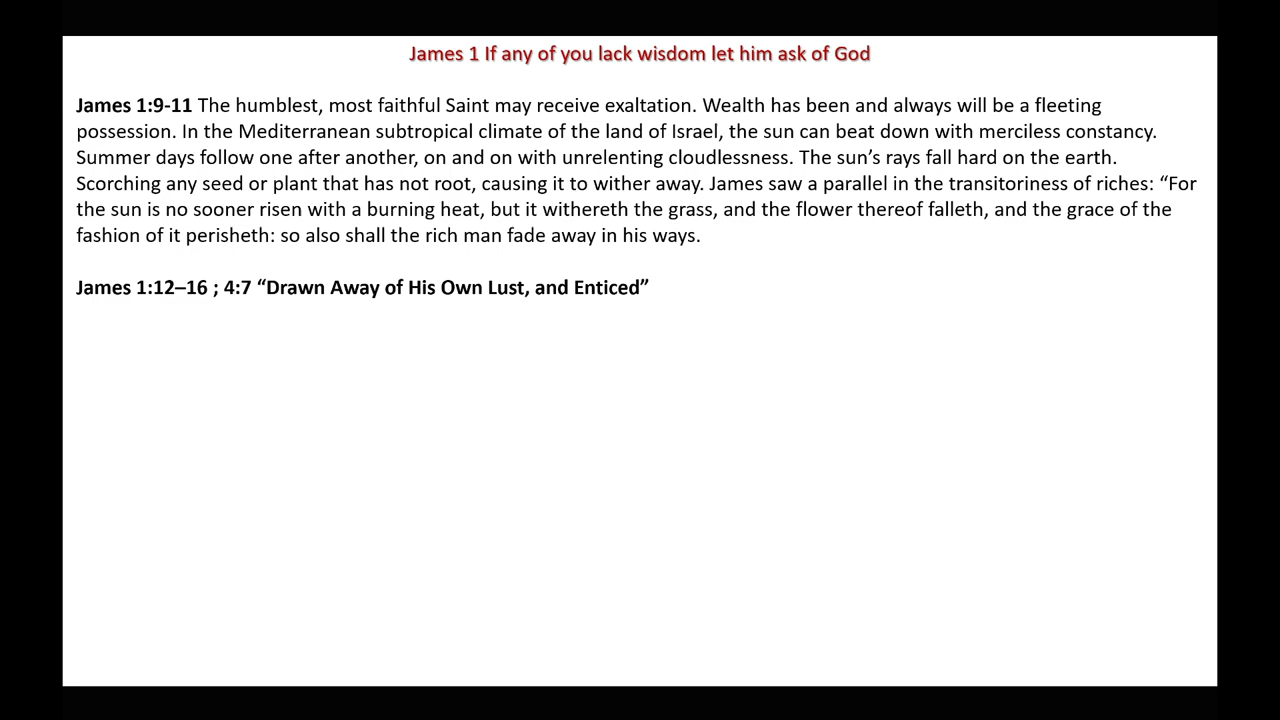 James 1 If any of you lack wisdom let him ask of God
James 1:9-11 The humblest, most faithful Saint may receive exaltation. Wealth has been and always will be a fleeting
possession. In the Mediterranean subtropical climate of the land of Israel, the sun can beat down with merciless constancy.
Summer days follow one after another, on and on with unrelenting cloudlessness. The sun’s rays fall hard on the earth.
Scorching any seed or plant that has not root, causing it to wither away. James saw a parallel in the transitoriness of riches: “For
the sun is no sooner risen with a burning heat, but it withereth the grass, and the flower thereof falleth, and the grace of the
fashion of it perisheth: so also shall the rich man fade away in his ways.
James 1:12–16 ; 4:7 “Drawn Away of His Own Lust, and Enticed”